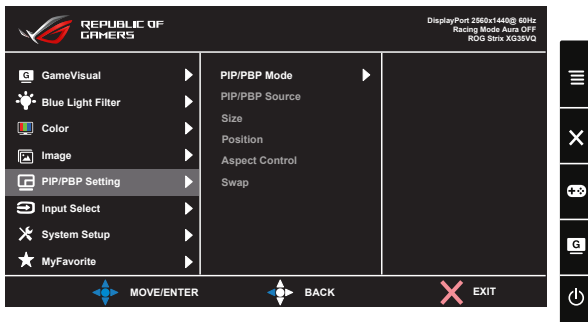 REPUBLIC OF
GAMERS
DisplayPort 2560x1440@ 60Hz
Racing Mode Aura OFF
ROG Strix XG35VQ
G GameVisual
Blue Light Filter
Color
Image
PIP/PBP Setting
Input Select
System Setup
MyFavorite
PIP/PBP Mode
PIP/PBP Source
Size
Position
Aspect Control
Swap
MOVE/ENTER
BACK
EXIT
G